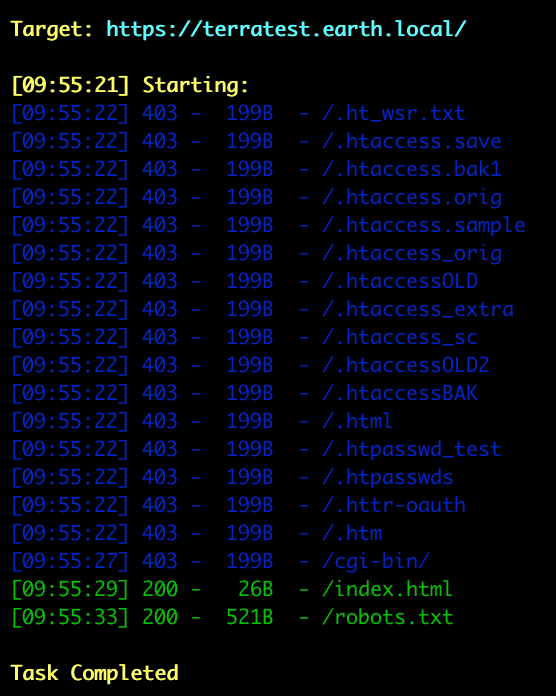 Target: https://terratest.earth.local/
[09:55:21] Starting:
[09:55:22] 403 -  199B  - /.ht_wsr.txt
[09:55:22] 403 -  199B  - /.htaccess.save
[09:55:22] 403 -  199B  - /.htaccess.bak1
[09:55:22] 403 -  199B  - /.htaccess.orig
[09:55:22] 403 -  199B  - /.htaccess.sample
[09:55:22] 403 -  199B  - /.htaccess_orig
[09:55:22] 403 -  199B  - /.htaccessOLD
[09:55:22] 403 -  199B  - /.htaccess_extra
[09:55:22] 403 -  199B  - /.htaccess_sc
[09:55:22] 403 -  199B  - /.htaccessOLD2
[09:55:22] 403 -  199B  - /.htaccessBAK
[09:55:22] 403 -  199B  - /.html
[09:55:22] 403 -  199B  - /.htpasswd_test
[09:55:22] 403 -  199B  - /.htpasswds
[09:55:22] 403 -  199B  - /.httr-oauth
[09:55:22] 403 -  199B  - /.htm
[09:55:27] 403 -  199B  - /cgi-bin/
[09:55:29] 200 -   26B  - /index.html
[09:55:33] 200 -  521B  - /robots.txt
Task Completed